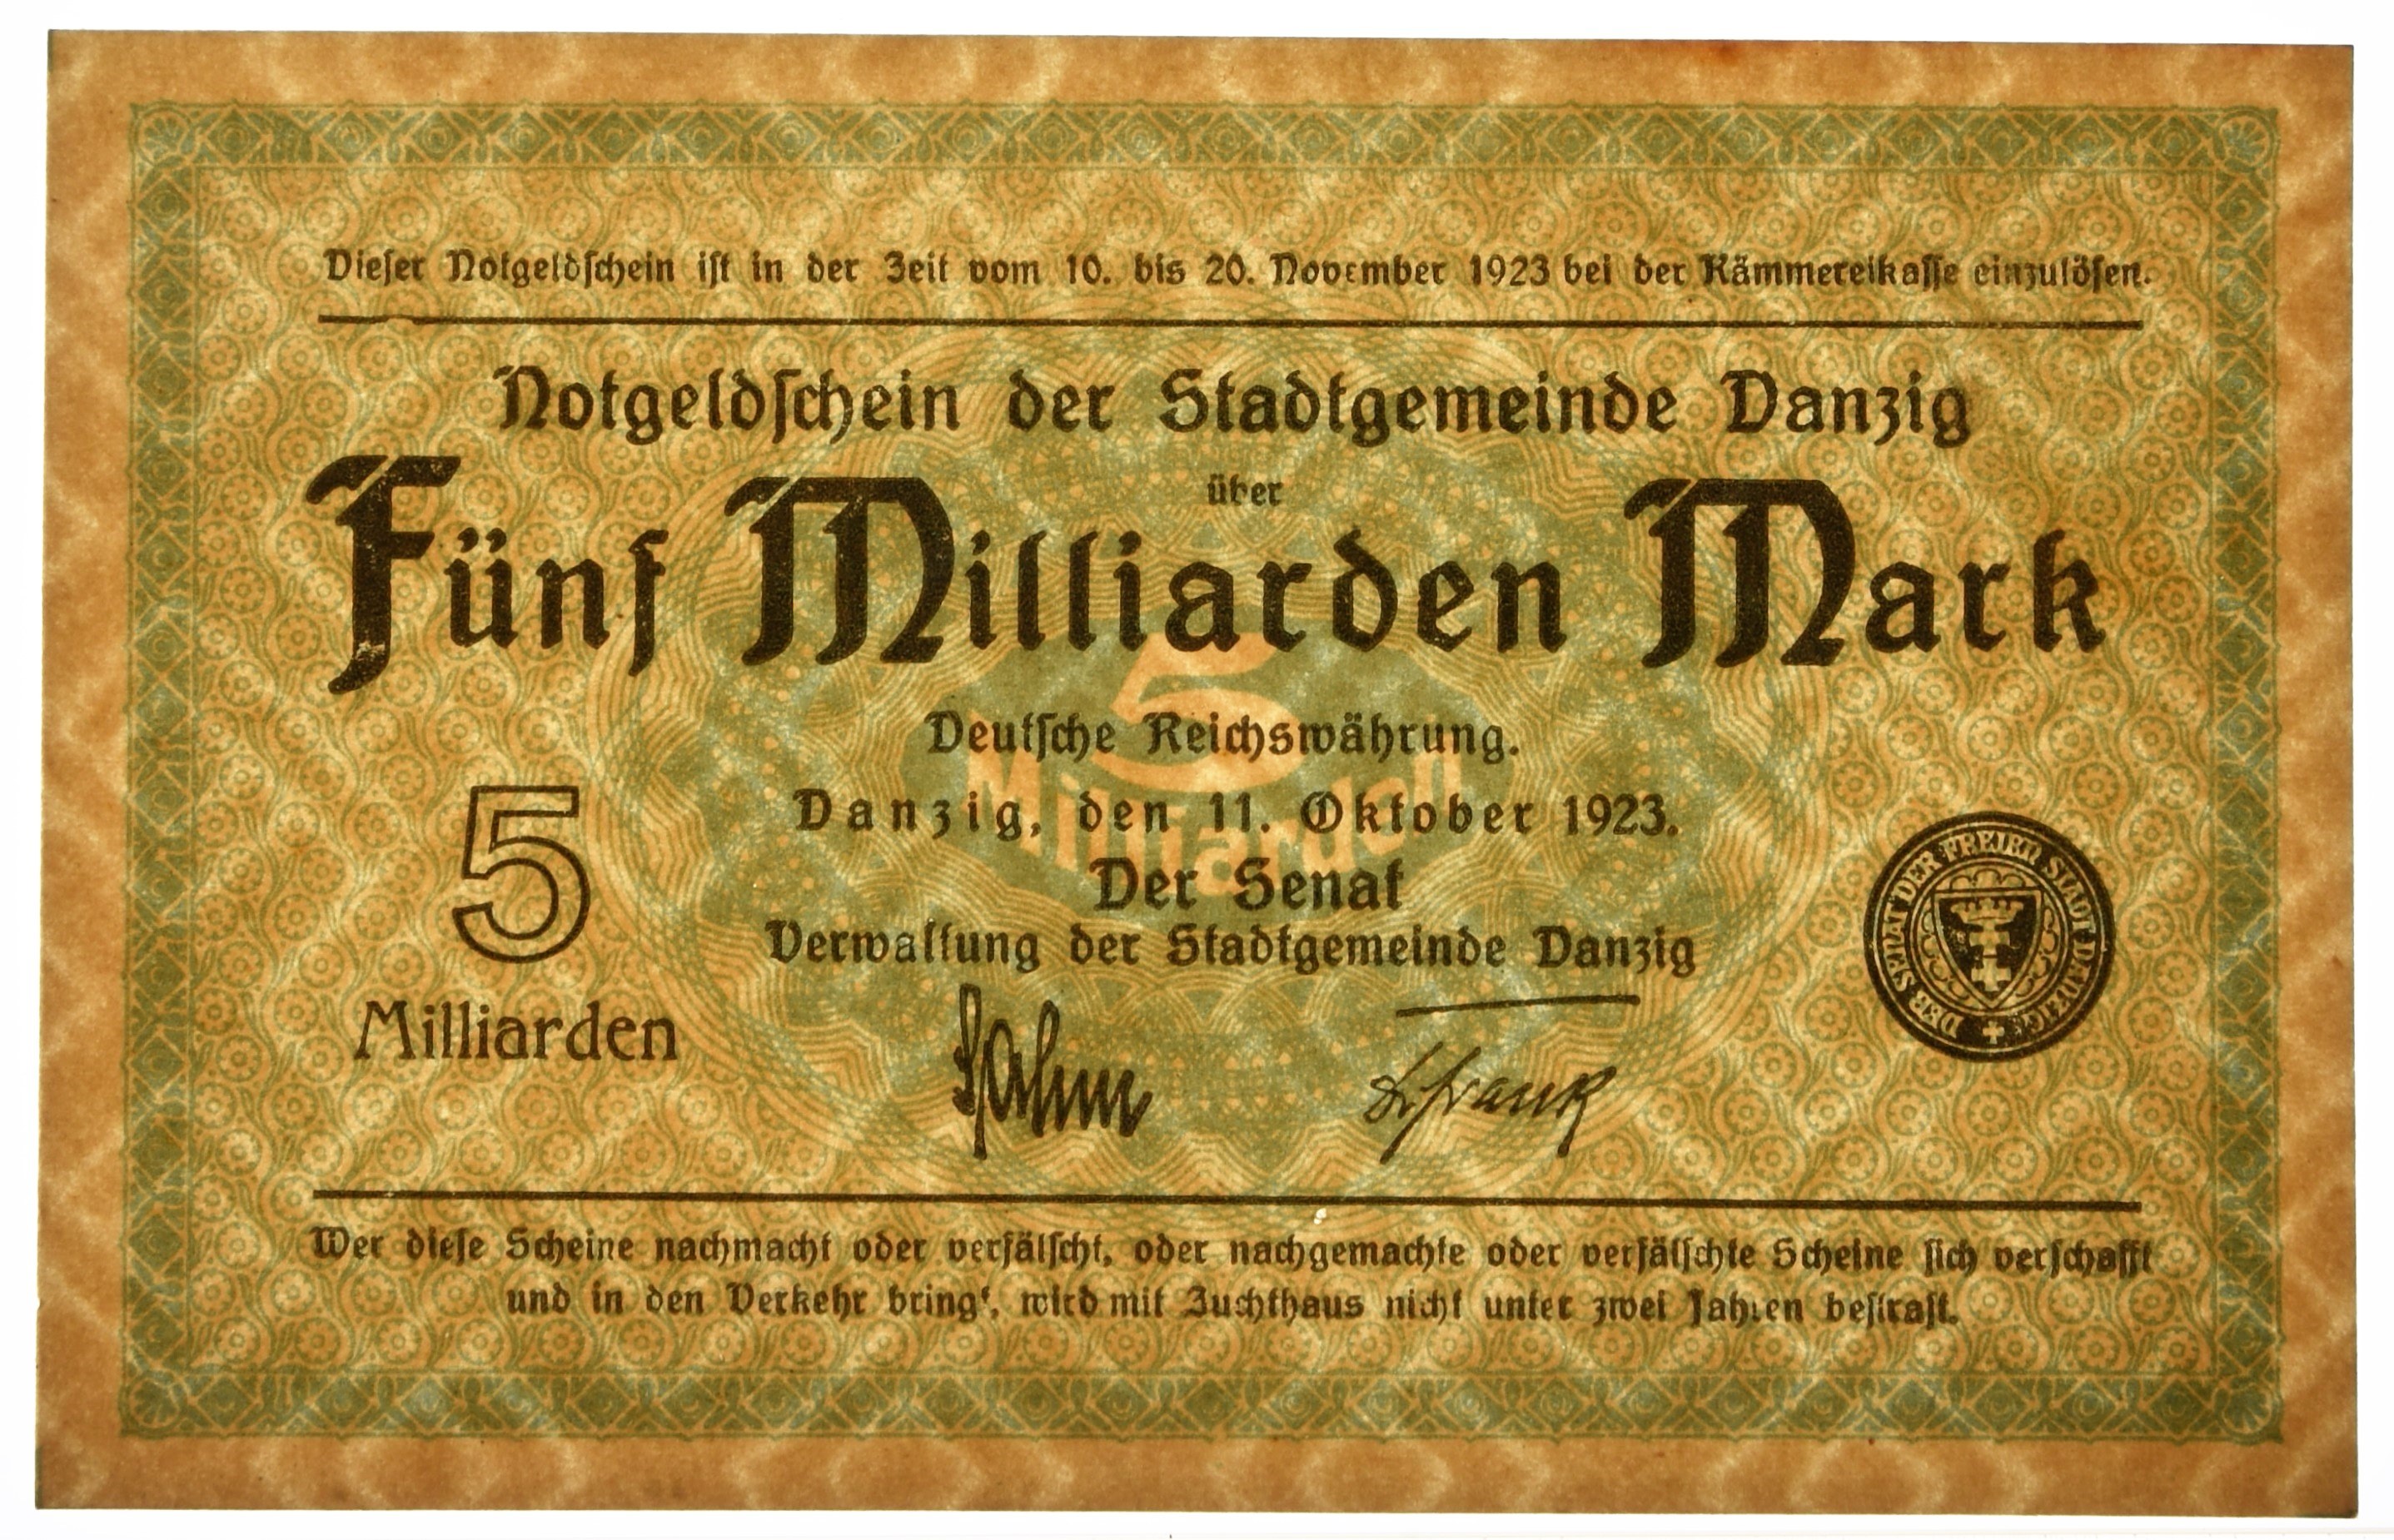 Dieser Notgeldschein ist in der Zeit vom 10. bis 20. November 1923 bei der Kämmereikasse einzulösen.
Notgeldschein der Stadtgemeinde Danzig
über
Fünf Milliarden Mark
5
Milliarden
Deutsche Reichswährung.
Danzig, den 11. Oktober 1923.
Der Senat
Verwaltung der Stadtgemeinde Danzig
5
Milliarden
DER SENAT DER FREIEN STADT DANZIG
Sahm Dr. Frank
Wer diese Scheine nachmacht oder verfälscht, oder nachgemachte oder verfälschte Scheine sich verschafft
und in den Verkehr bringt, wird mit Zuchthaus nicht unter zwei Jahren bestraft.